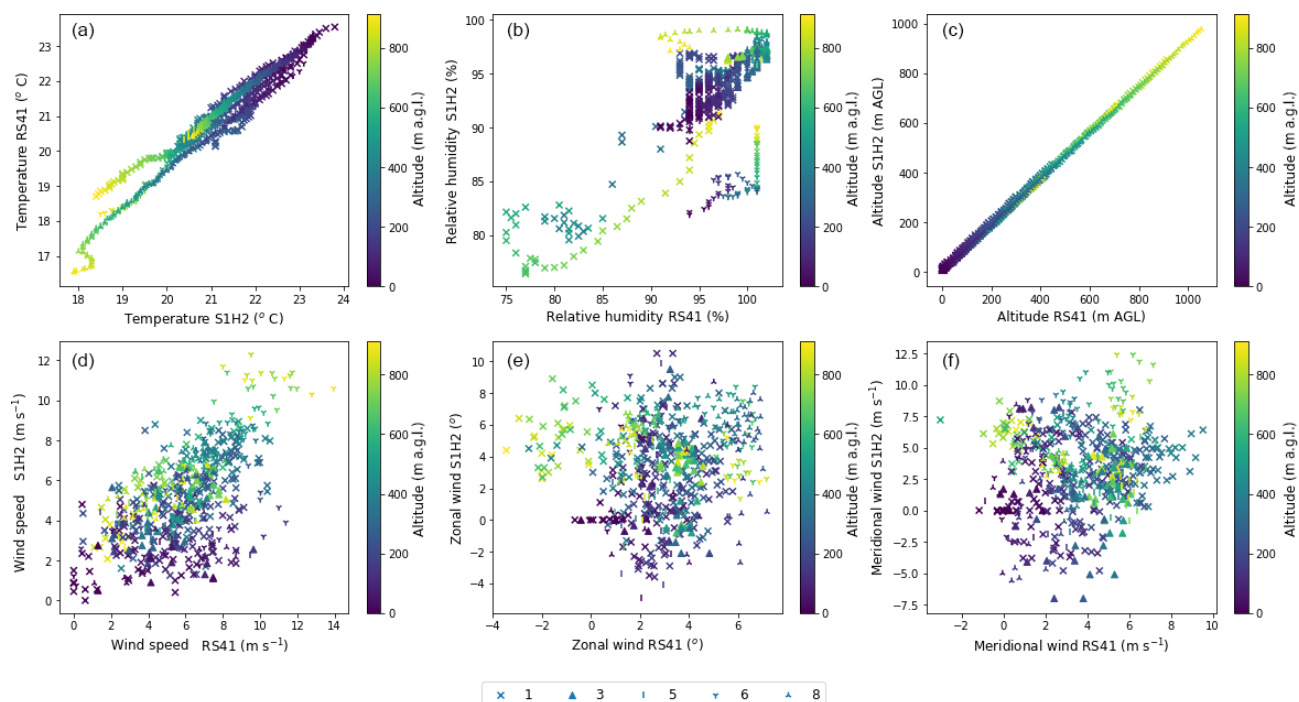 (a)
Temperature RS41 (° C)
23
22
21
20
19
18
17
18 19 20 21 22 23 24
Temperature S1H2 (° C)
800
600
400
200
0
Altitude (m a.g.l.)
(b)
Relative humidity S1H2 (%)
100
95
90
85
80
75 80 85 90 95 100
Relative humidity RS41 (%)
800
600
400
200
0
Altitude (m a.g.l.)
(c)
Altitude S1H2 (m AGL)
1000
800
600
400
200
0
0 200 400 600 800 1000
Altitude RS41 (m AGL)
800
600
400
200
0
Altitude (m a.g.l.)
(d)
Wind speed S1H2 (m s⁻¹)
12
10
8
6
4
2
0
0 2 4 6 8 10 12 14
Wind speed RS41 (m s⁻¹)
800
600
400
200
0
Altitude (m a.g.l.)
(e)
Zonal wind S1H2 (°)
10
8
6
4
2
0
−2
−4
−4 −2 0 2 4 6
Zonal wind RS41 (°)
800
600
400
200
0
Altitude (m a.g.l.)
(f)
Meridional wind S1H2 (m s⁻¹)
12.5
10.0
7.5
5.0
2.5
0.0
−2.5
−5.0
−7.5
−2 0 2 4 6 8 10
Meridional wind RS41 (m s⁻¹)
800
600
400
200
0
Altitude (m a.g.l.)
1 3 5 6 8